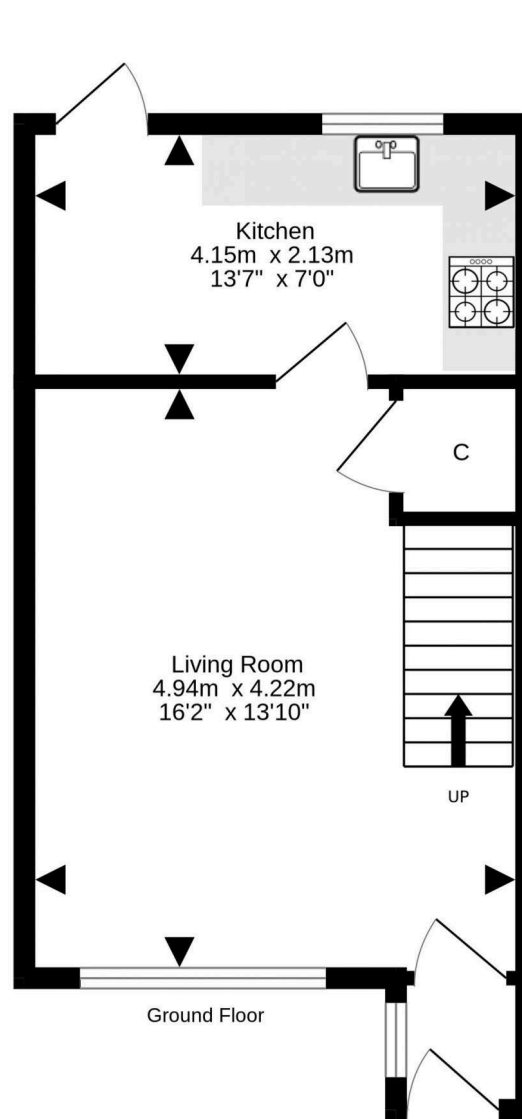 Kitchen
4.15m x 2.13m
13'7" x 7'0"
C
Living Room
4.94m x 4.22m
16'2" x 13'10"
UP
Ground Floor